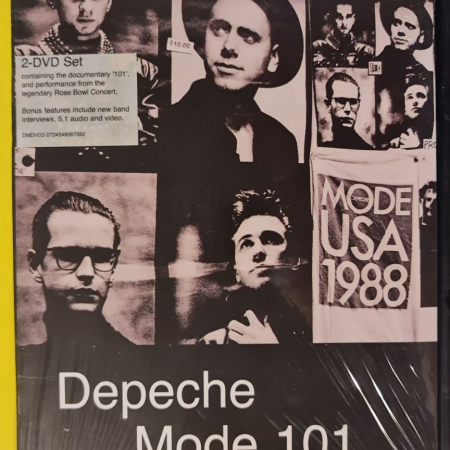 2-DVD Set
containing the documentary '101',
and performance from the
legendary Rose Bowl Concert.
Bonus features include new band
interviews, 5.1 audio and video.
$10.00
MODE
DEPECHE
USA
1988
Depeche
Mode 101